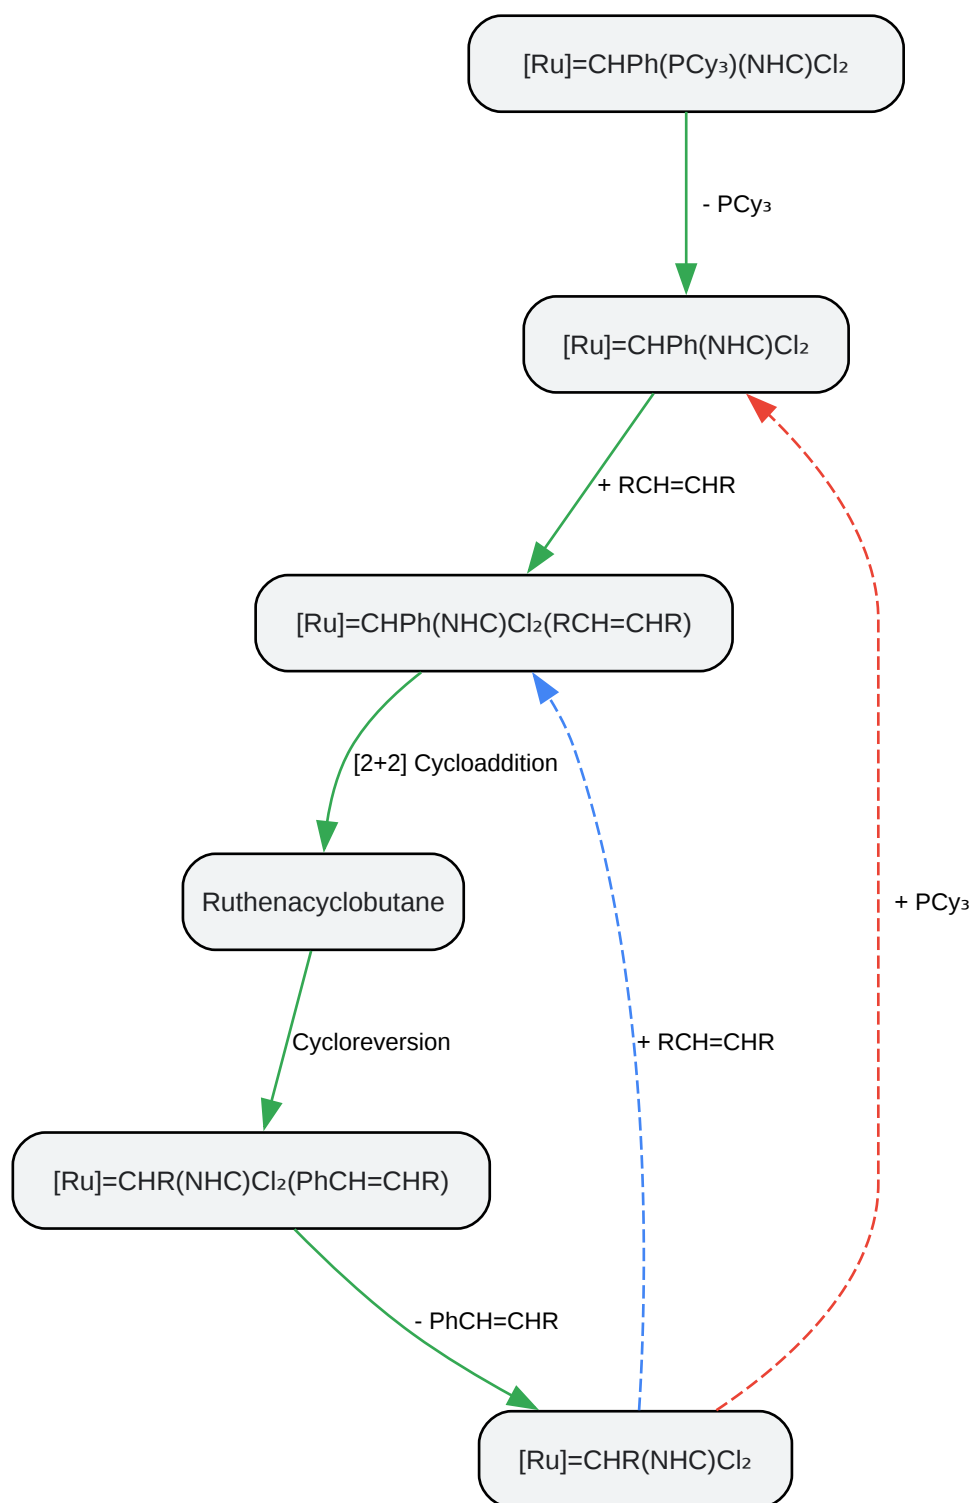 [Ru]=CHPh(PCy₃)(NHC)Cl₂
- PCy₃
[Ru]=CHPh(NHC)Cl₂
+ RCH=CHR
[Ru]=CHPh(NHC)Cl₂(RCH=CHR)
[2+2] Cycloaddition
Ruthenacyclobutane
+ PCy₃
Cycloreversion
+ RCH=CHR
[Ru]=CHR(NHC)Cl₂(PhCH=CHR)
- PhCH=CHR
[Ru]=CHR(NHC)Cl₂